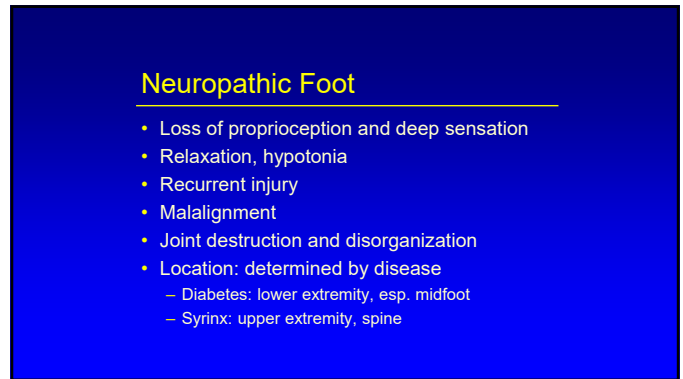 Neuropathic Foot
• Loss of proprioception and deep sensation
• Relaxation, hypotonia
• Recurrent injury
• Malalignment
• Joint destruction and disorganization
• Location: determined by disease
– Diabetes: lower extremity, esp. midfoot
– Syrinx: upper extremity, spine